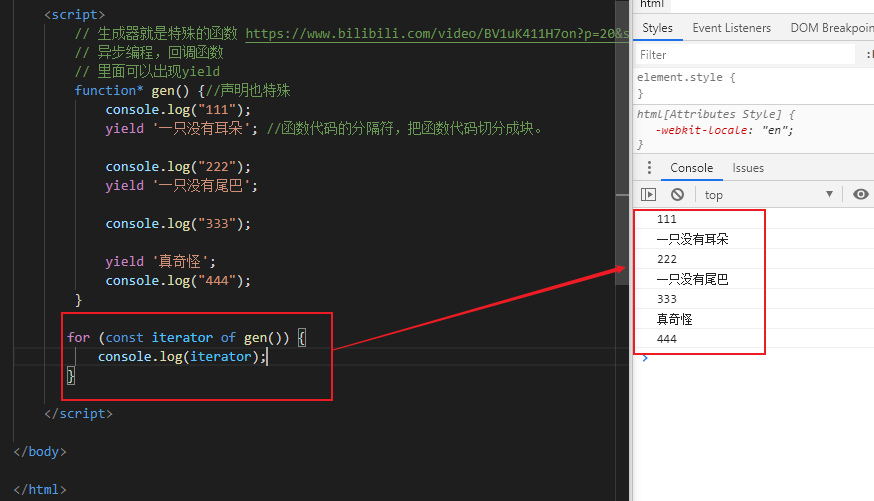 <script>
// 生成器就是特殊的函数 https://www.bilibili.com/video/BV1uK411H7on?p=20&s
// 异步编程，回调函数
// 里面可以出现yield
function* gen() {//声明也特殊
console.log("111");
yield '一只没有耳朵'; //函数代码的分隔符，把函数代码切分成块。
console.log("222");
yield '一只没有尾巴';
console.log("333");
yield '真奇怪';
console.log("444");
}
for (const iterator of gen()) {
console.log(iterator);
}
</script>
</body>
</html>
html
Styles Event Listeners DOM Breakpoin
Filter
element.style {
}
html[Attributes Style] {
-webkit-locale: "en";
}
Console Issues
top
111
一只没有耳朵
222
一只没有尾巴
333
真奇怪
444